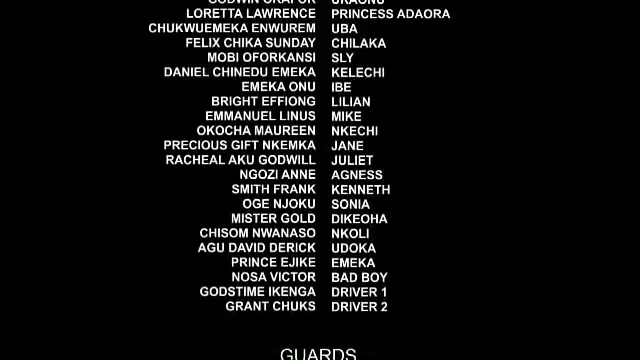 GODWIN OKAFOR URAONU
LORETTA LAWRENCE PRINCESS ADAORA
CHUKWUEMEKA ENWUREM UBA
FELIX CHIKA SUNDAY CHILAKA
MOBI OFORKANSI SLY
DANIEL CHINEDU EMEKA KELECHI
EMEKA ONU IBE
BRIGHT EFFIONG LILIAN
EMMANUEL LINUS MIKE
OKOCHA MAUREEN NKECHI
PRECIOUS GIFT NKEMKA JANE
RACHEAL AKU GODWILL JULIET
NGOZI ANNE AGNESS
SMITH FRANK KENNETH
OGE NJOKU SONIA
MISTER GOLD DIKEOHA
CHISOM NWANASO NKOLI
AGU DAVID DERICK UDOKA
PRINCE EJIKE EMEKA
NOSA VICTOR BAD BOY
GODSTIME IKENGA DRIVER 1
GRANT CHUKS DRIVER 2
GUARDS